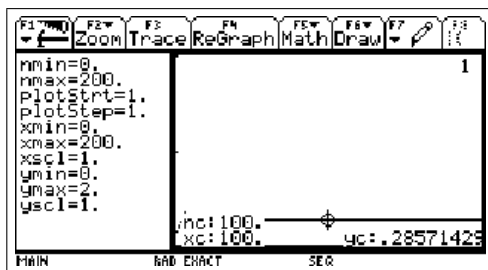 F1 F2 Zoom F3 Trace F4 ReGraph F5 Math F6 Draw F7 F8
nmin=0.
nmax=200.
plotStrt=1.
plotStep=1.
xmin=0.
xmax=200.
xscl=1.
ymin=0.
ymax=2.
yscl=1.
1
nc:100.
xc:100. yc:.28571429
MAIN RAD EXACT SEQ